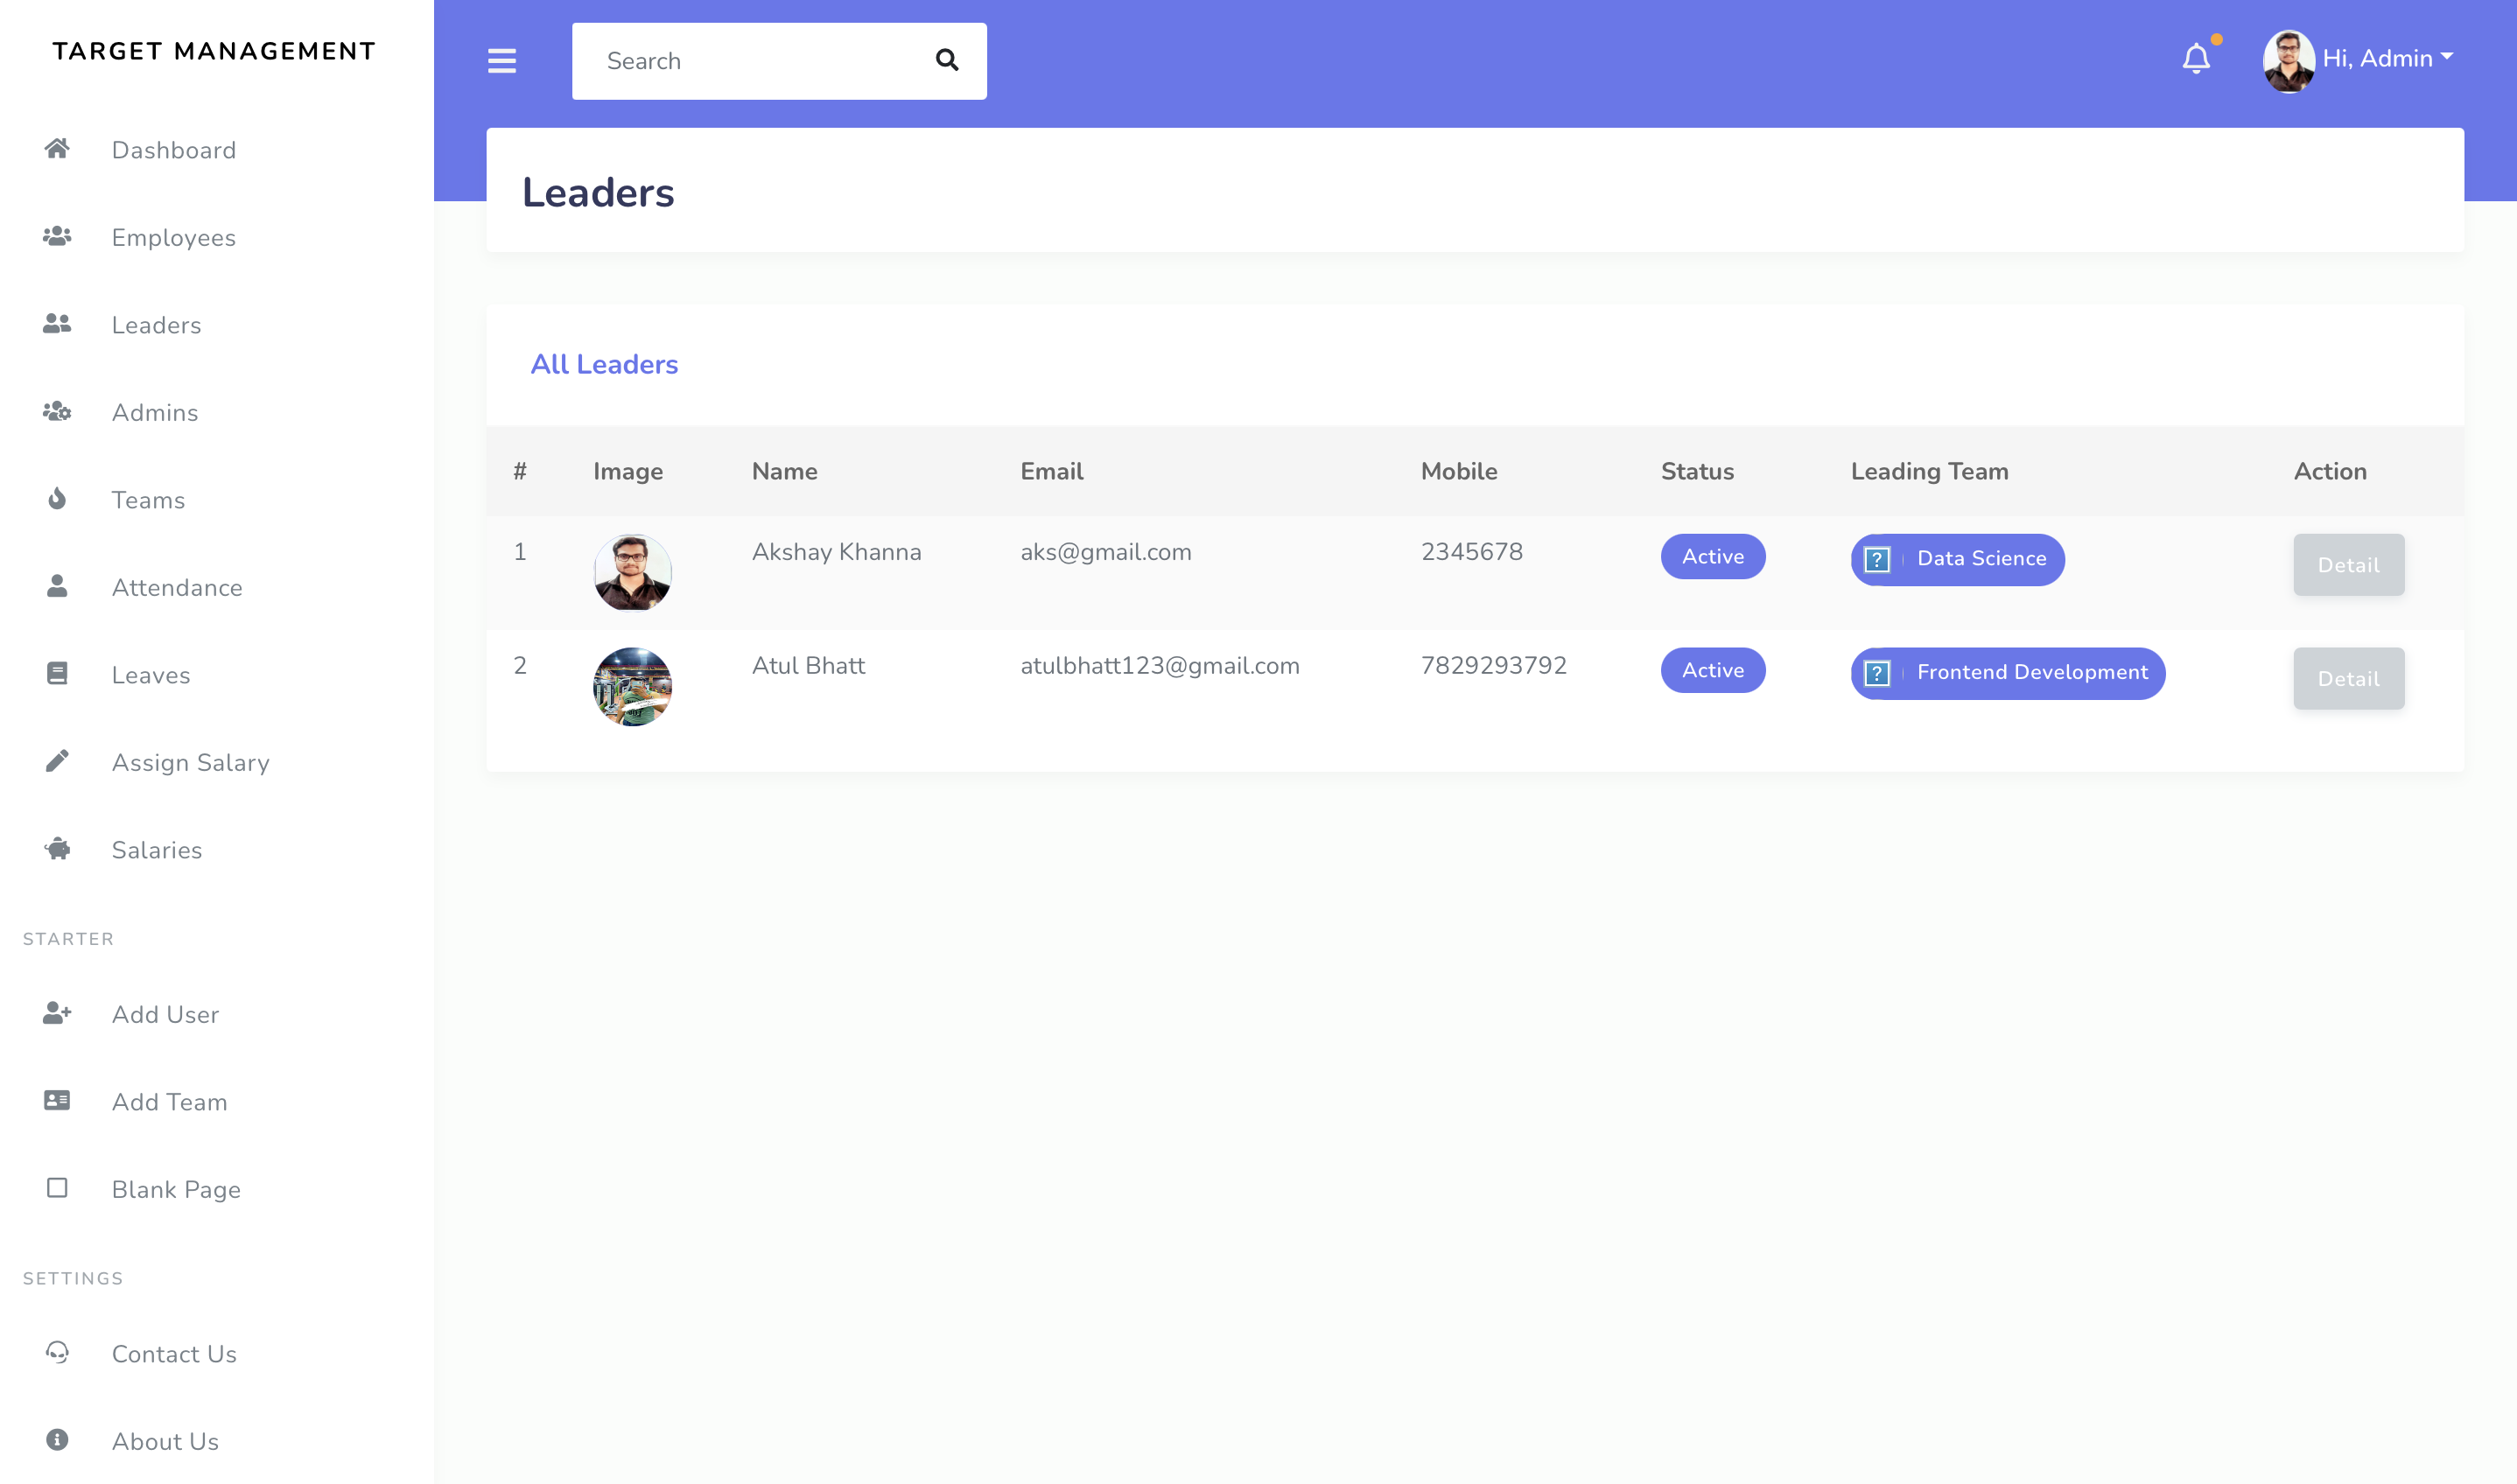 TARGET MANAGEMENT
Search
Hi, Admin
Dashboard
Employees
Leaders
Admins
Teams
Attendance
Leaves
Assign Salary
Salaries
STARTER
Add User
Add Team
Blank Page
SETTINGS
Contact Us
About Us
Leaders
All Leaders
# Image Name Email Mobile Status Leading Team Action
1 Akshay Khanna aks@gmail.com 2345678 Active Data Science Detail
2 Atul Bhatt atulbhatt123@gmail.com 7829293792 Active Frontend Development Detail